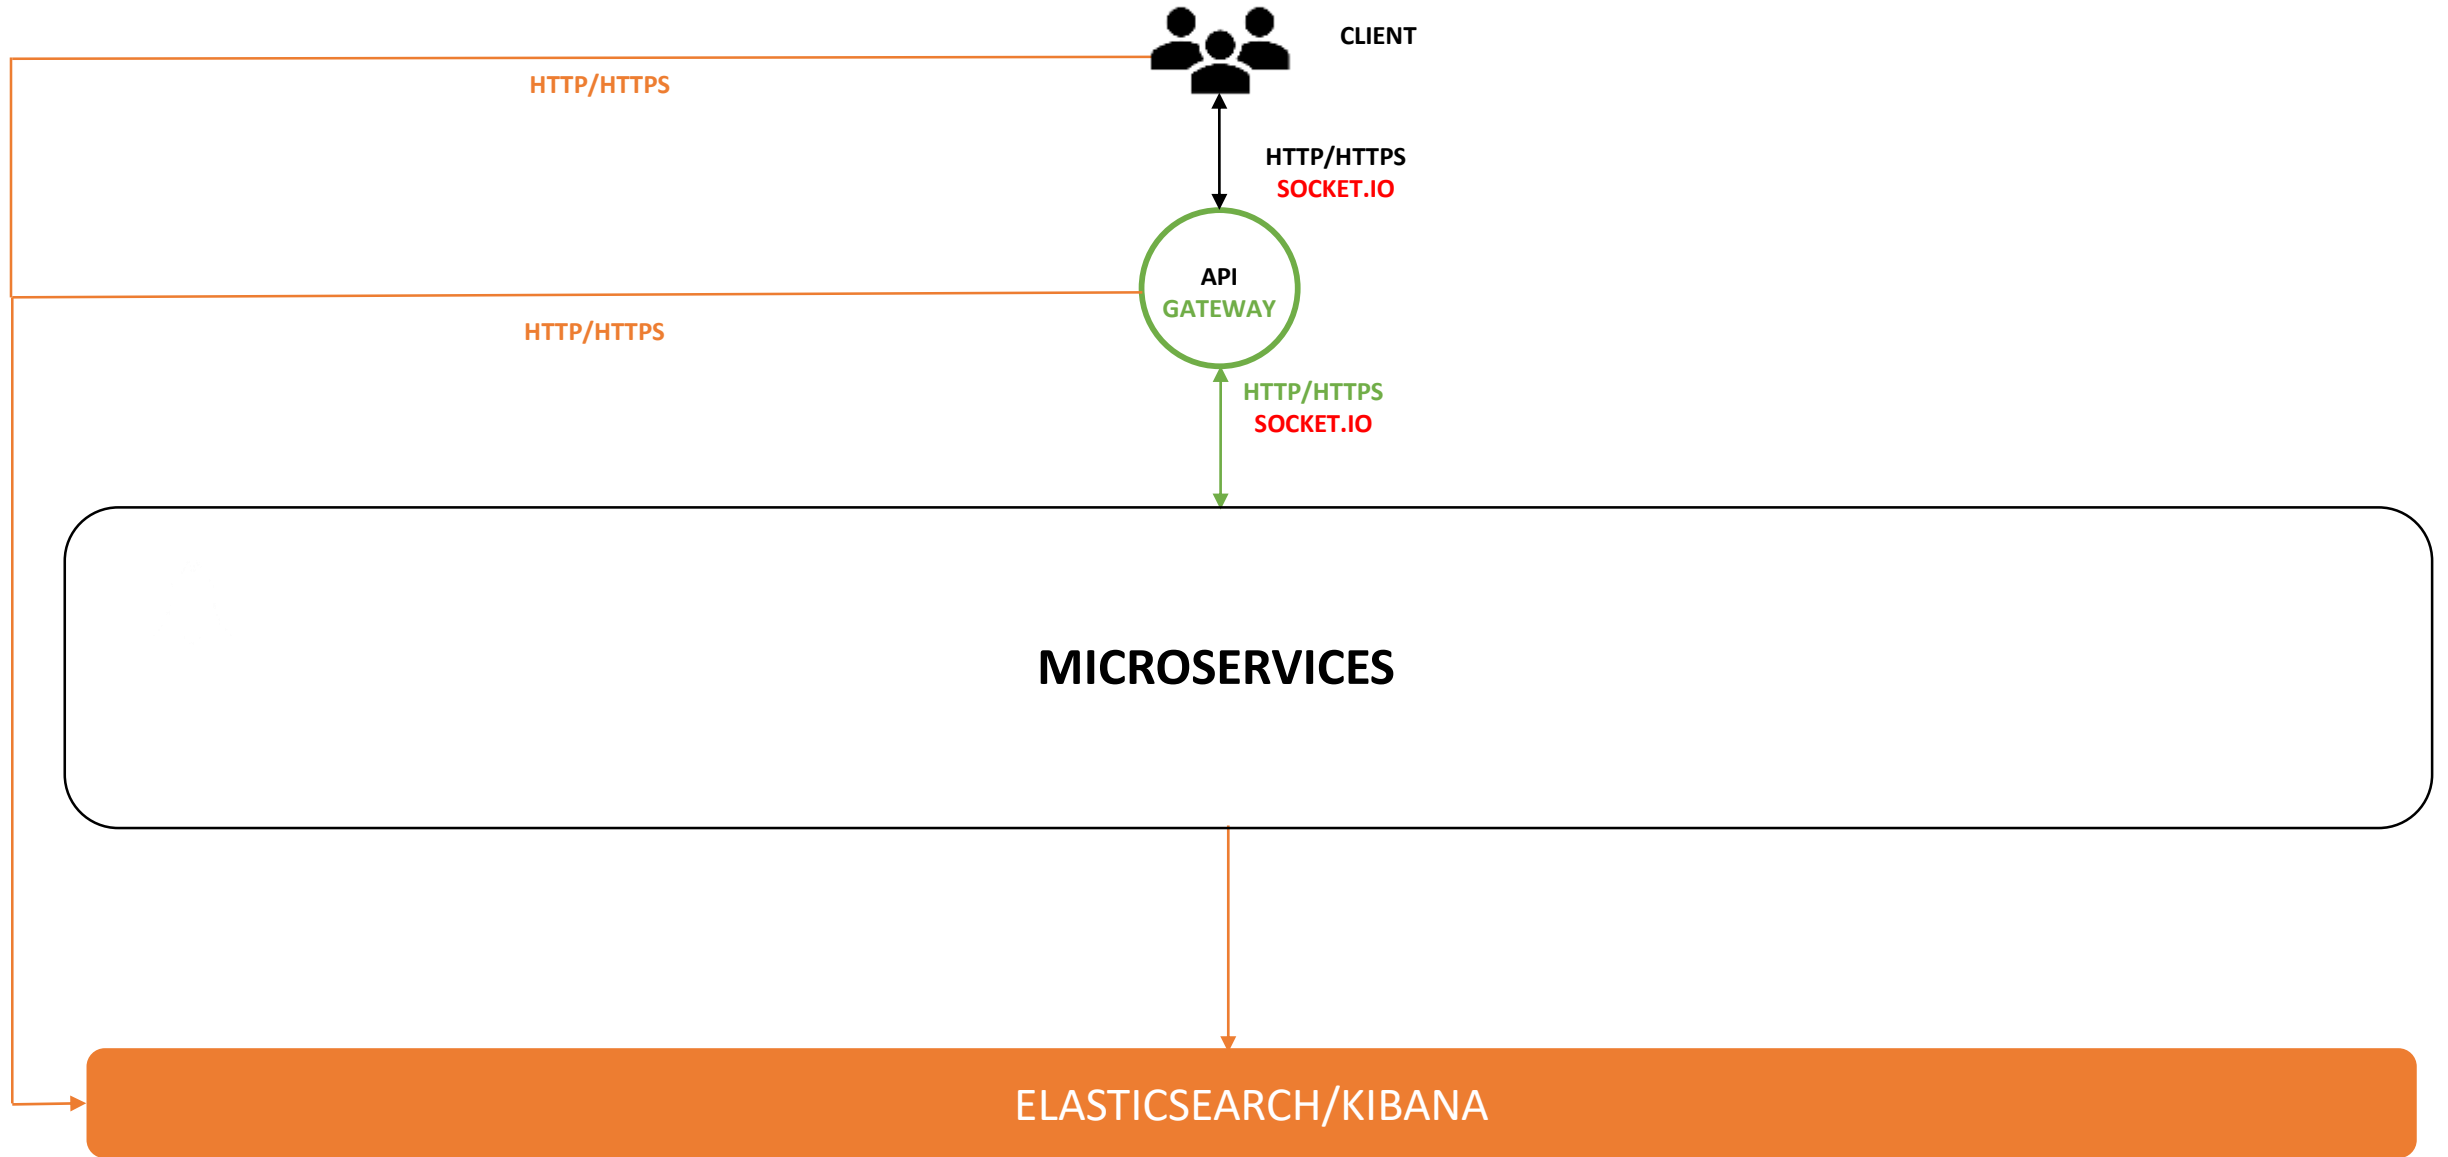 CLIENT
HTTP/HTTPS
HTTP/HTTPS
SOCKET.IO
API
GATEWAY
HTTP/HTTPS
HTTP/HTTPS
SOCKET.IO
MICROSERVICES
ELASTICSEARCH/KIBANA